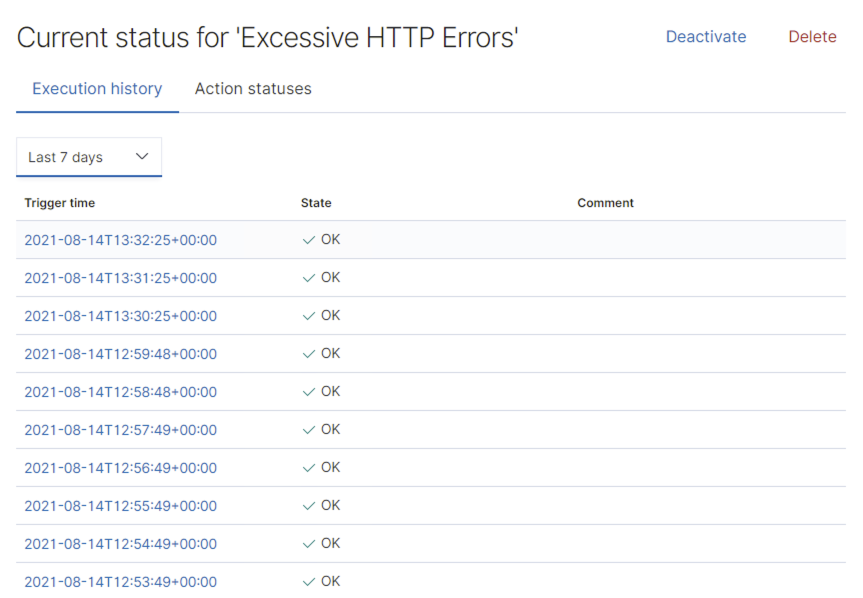 Current status for 'Excessive HTTP Errors' Deactivate Delete
Execution history Action statuses
Last 7 days
Trigger time State Comment
2021-08-14T13:32:25+00:00 OK
2021-08-14T13:31:25+00:00 OK
2021-08-14T13:30:25+00:00 OK
2021-08-14T12:59:48+00:00 OK
2021-08-14T12:58:48+00:00 OK
2021-08-14T12:57:49+00:00 OK
2021-08-14T12:56:49+00:00 OK
2021-08-14T12:55:49+00:00 OK
2021-08-14T12:54:49+00:00 OK
2021-08-14T12:53:49+00:00 OK